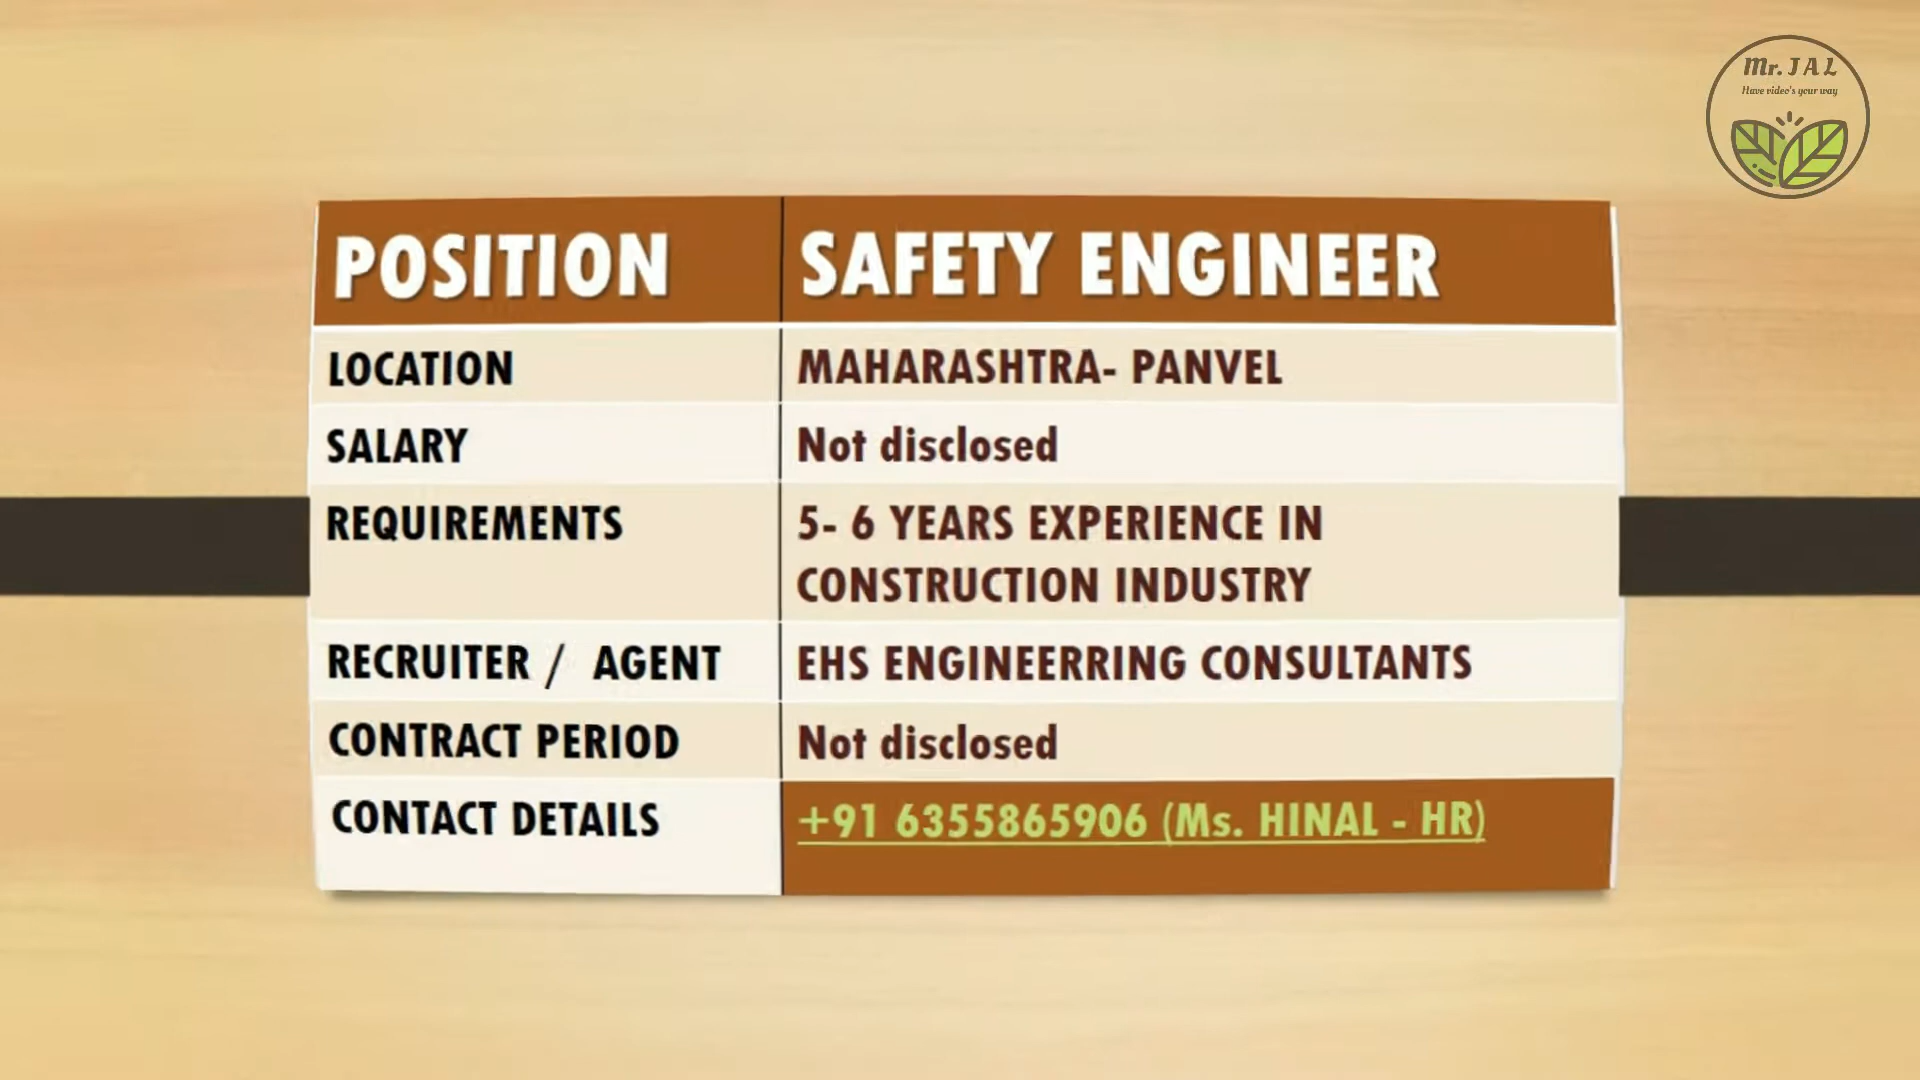 Mr. J A L
Have video's your way
POSITION
SAFETY ENGINEER
LOCATION
MAHARASHTRA- PANVEL
SALARY
Not disclosed
REQUIREMENTS
5- 6 YEARS EXPERIENCE IN
CONSTRUCTION INDUSTRY
RECRUITER / AGENT
EHS ENGINEERRING CONSULTANTS
CONTRACT PERIOD
Not disclosed
CONTACT DETAILS
+91 6355865906 (Ms. HINAL - HR)